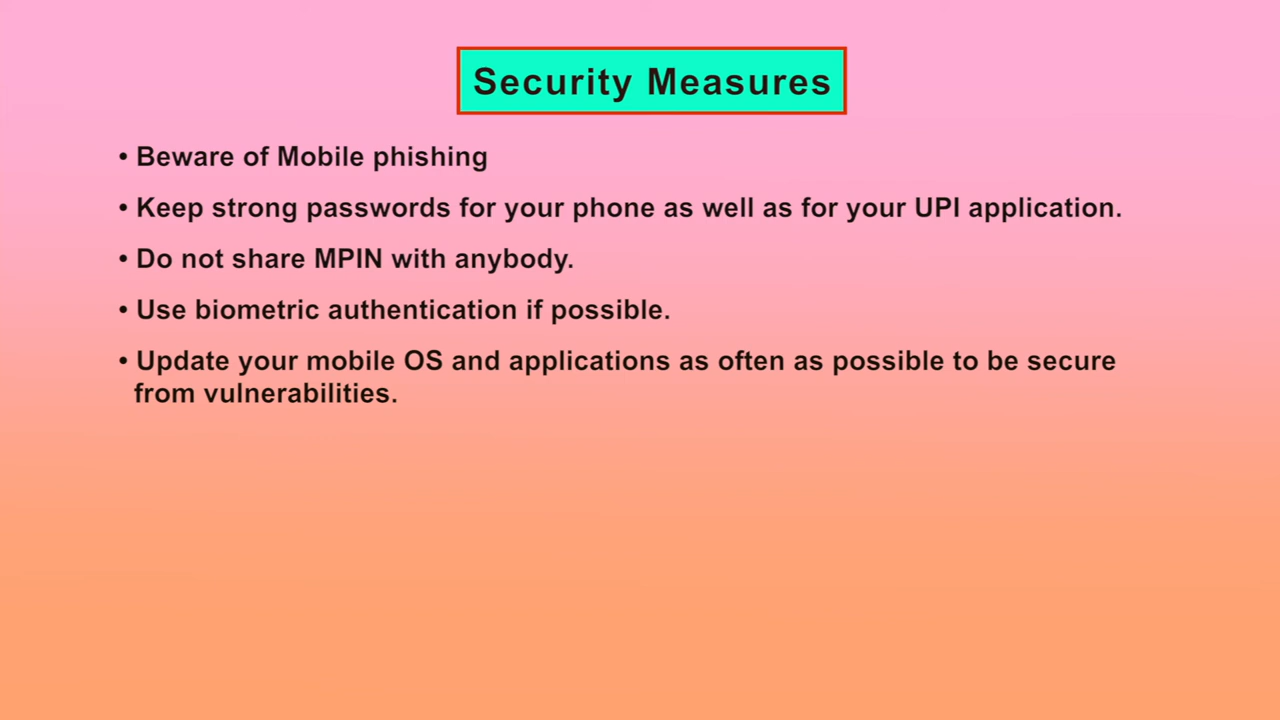 Security Measures
• Beware of Mobile phishing
• Keep strong passwords for your phone as well as for your UPI application.
• Do not share MPIN with anybody.
• Use biometric authentication if possible.
• Update your mobile OS and applications as often as possible to be secure
from vulnerabilities.